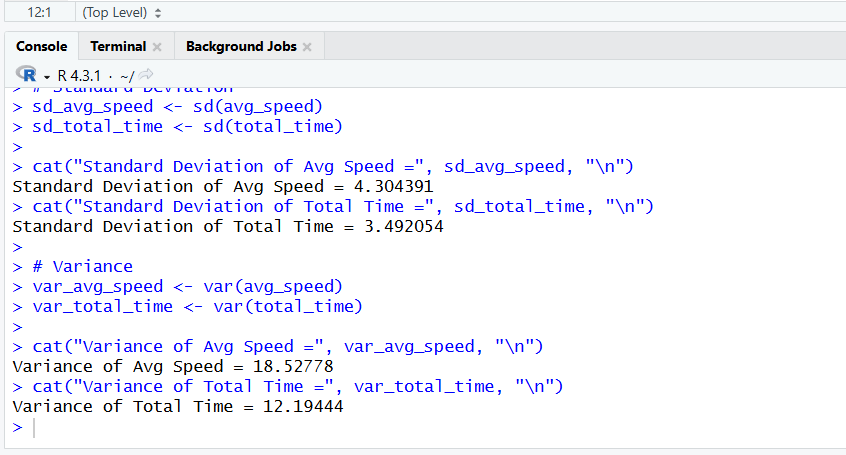 12:1 (Top Level)
Console Terminal Background Jobs
R R 4.3.1 · ~/
> # Standard Deviation
> sd_avg_speed <- sd(avg_speed)
> sd_total_time <- sd(total_time)
>
> cat("Standard Deviation of Avg Speed =", sd_avg_speed, "\n")
Standard Deviation of Avg Speed = 4.304391
> cat("Standard Deviation of Total Time =", sd_total_time, "\n")
Standard Deviation of Total Time = 3.492054
>
> # Variance
> var_avg_speed <- var(avg_speed)
> var_total_time <- var(total_time)
>
> cat("Variance of Avg Speed =", var_avg_speed, "\n")
Variance of Avg Speed = 18.52778
> cat("Variance of Total Time =", var_total_time, "\n")
Variance of Total Time = 12.19444
>